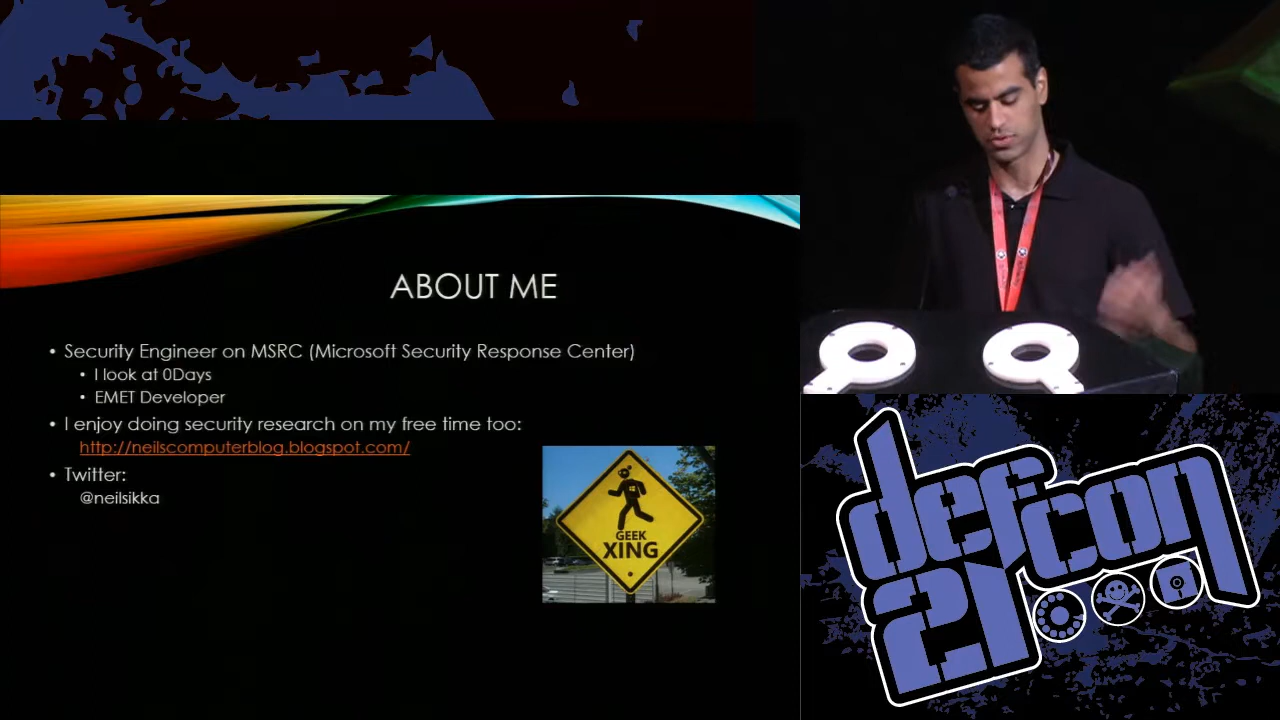 ABOUT ME
• Security Engineer on MSRC (Microsoft Security Response Center)
• I look at 0Days
• EMET Developer
• I enjoy doing security research on my free time too:
http://neilscomputerblog.blogspot.com/
• Twitter:
@neilsikka
GEEK
XING
defcon
21